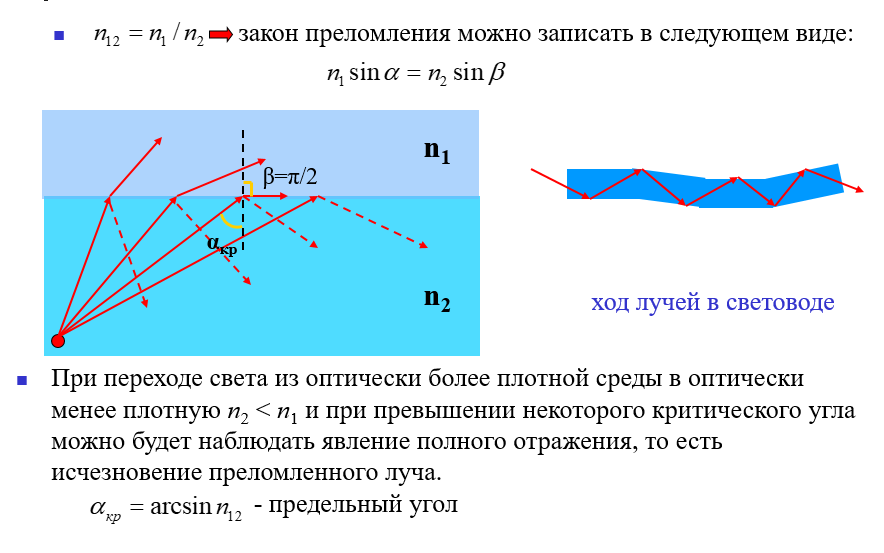 n₁₂ = n₁ / n₂ ➡ закон преломления можно записать в следующем виде:
n₁ sin α = n₂ sin β
n₁
β=π/2
αкр
n₂
ход лучей в световоде
При переходе света из оптически более плотной среды в оптически
менее плотную n₂ < n₁ и при превышении некоторого критического угла
можно будет наблюдать явление полного отражения, то есть
исчезновение преломленного луча.
αкр = arcsin n₁₂ - предельный угол